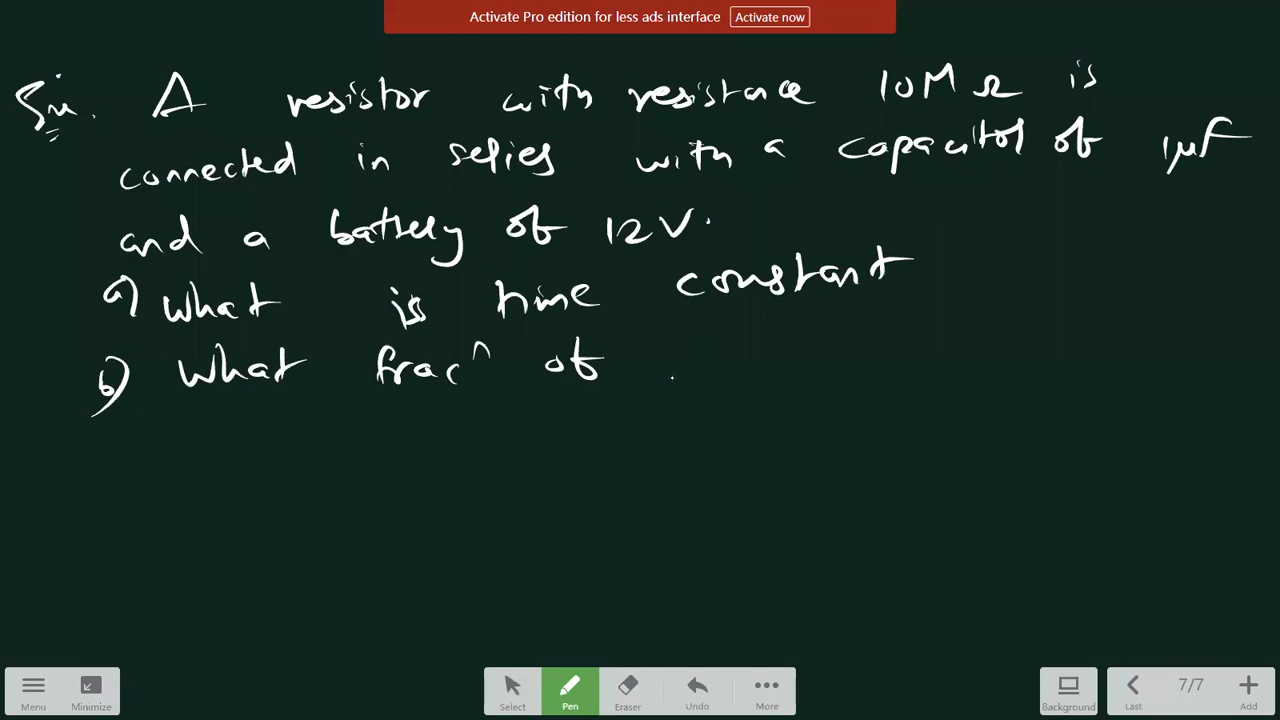 Activate Pro edition for less ads interface Activate now
A resistor with resistance 10MΩ is
connected in series with a capacitor of 1μF
and a battery of 12V.
a) What is time constant
b) What frac^n of
Menu Minimize Select Pen Eraser Undo More Background Last 7/7 Add